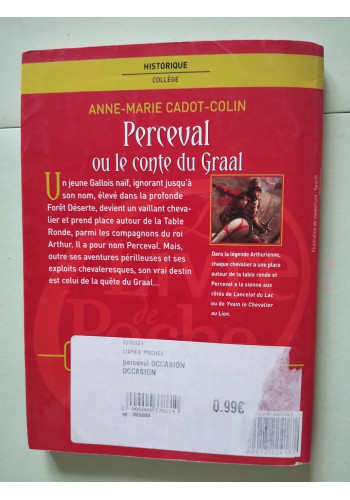 HISTORIQUE
COLLÈGE
ANNE-MARIE CADOT-COLIN
Perceval
ou le conte du Graal
Un jeune Gallois naïf, ignorant jusqu'à
son nom, élevé dans la profonde
Forêt Déserte, devient un vaillant cheva-
lier et prend place autour de la Table
Ronde, parmi les compagnons du roi
Arthur. Il a pour nom Perceval. Mais,
outre ses aventures périlleuses et ses
exploits chevaleresques, son vrai destin
est celui de la quête du Graal...
Dans la légende Arthurienne,
chaque chevalier a une place
autour de la table ronde et
Perceval a la sienne aux
côtés de Lancelot du Lac
ou de Yvain le Chevalier
au Lion.
LIVRES POCHES
perceval OCCASION
OCCASION
0.99€